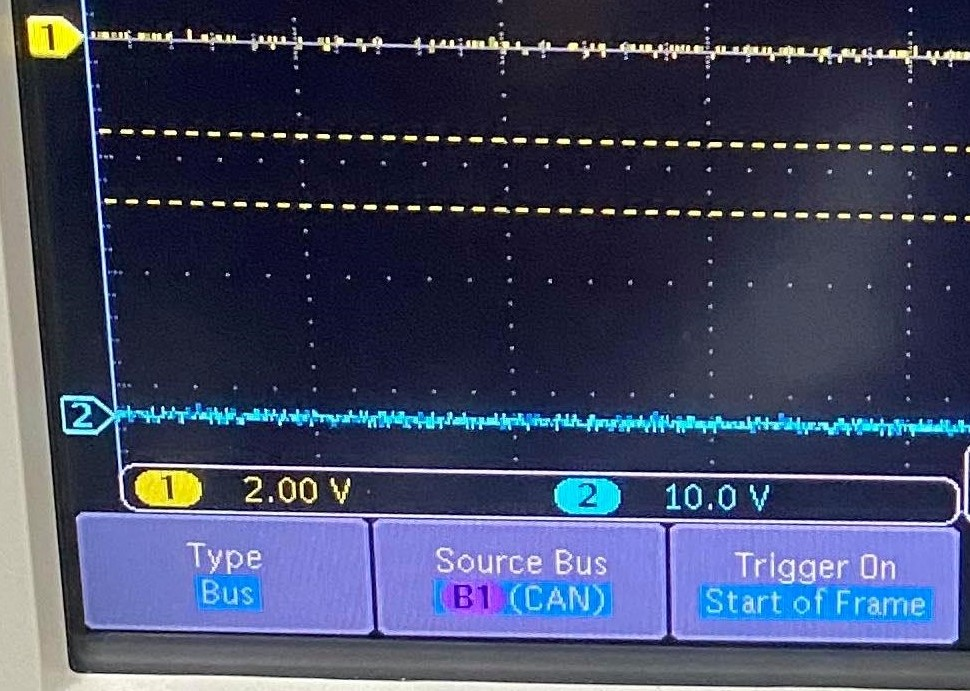 1
2
1 2.00 V 2 10.0 V
Type
Bus
Source Bus
B1 (CAN)
Trigger On
Start of Frame